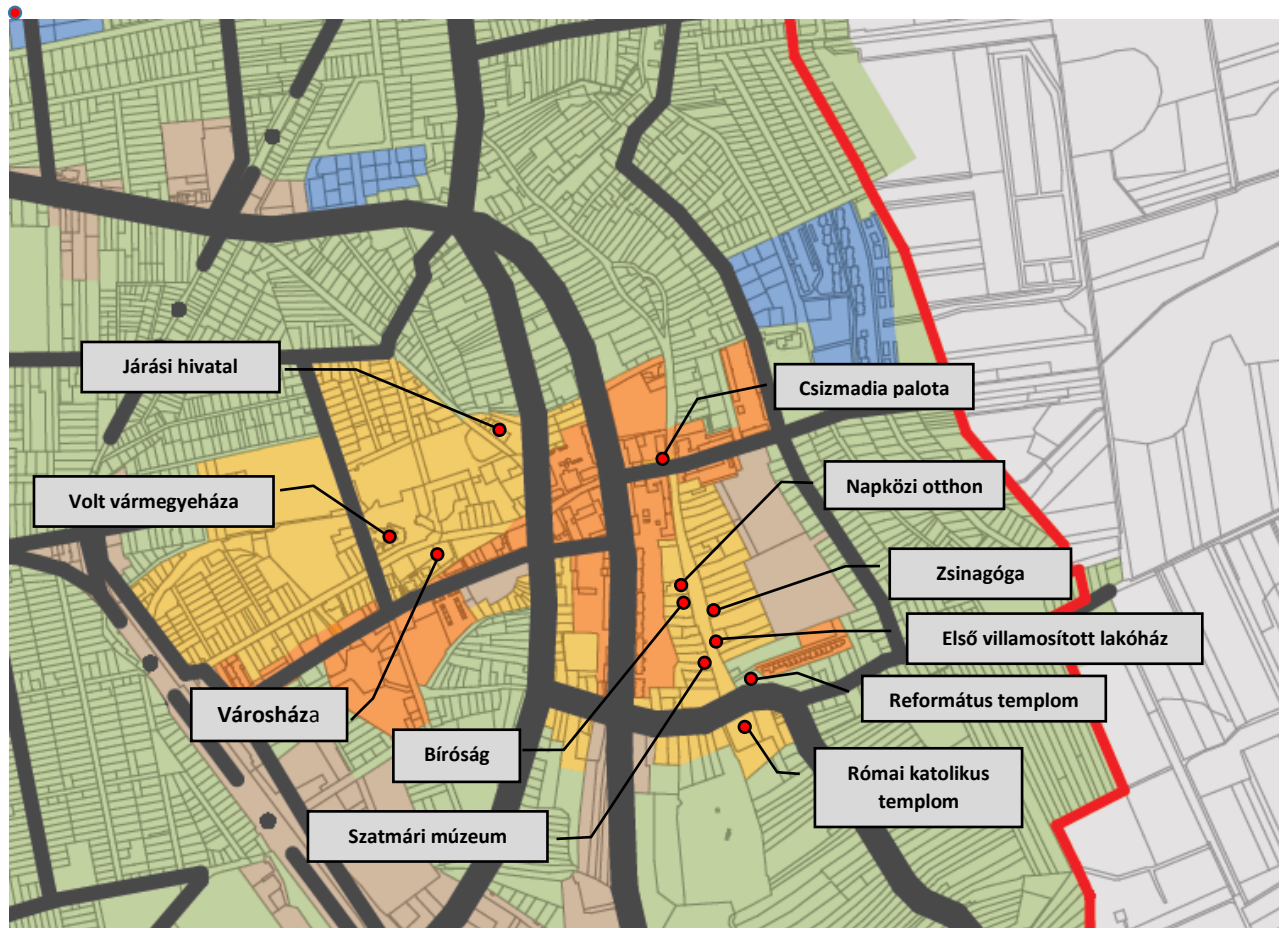 Járási hivatal
Csizmadia palota
Volt vármegyeháza
Napközi otthon
Zsinagóga
Első villamosított lakóház
Városháza
Református templom
Bíróság
Római katolikus
templom
Szatmári múzeum